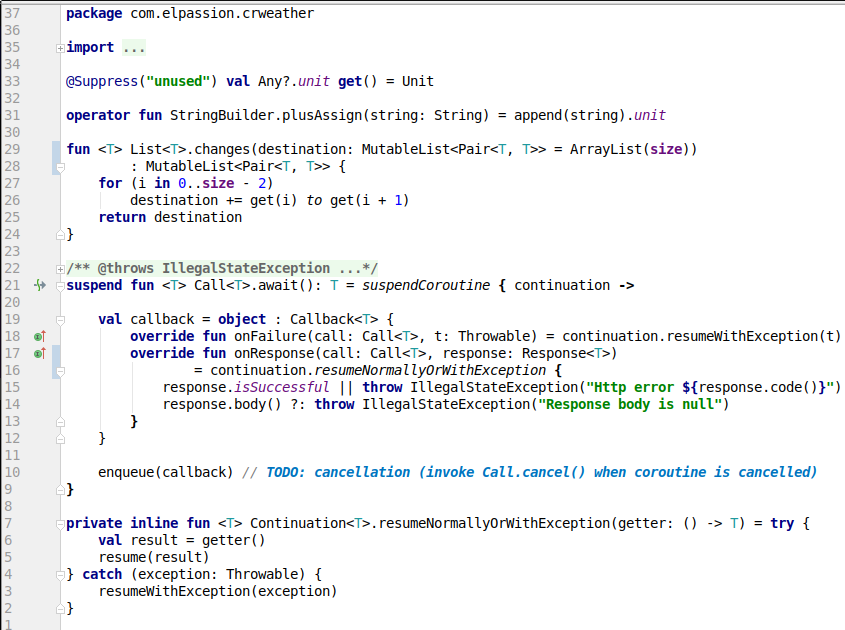 37 package com.elpassion.crweather
36
35 import ...
34
33 @Suppress("unused") val Any?.unit get() = Unit
32
31 operator fun StringBuilder.plusAssign(string: String) = append(string).unit
30
29 fun <T> List<T>.changes(destination: MutableList<Pair<T, T>> = ArrayList(size))
28         : MutableList<Pair<T, T>> {
27     for (i in 0..size - 2)
26         destination += get(i) to get(i + 1)
25     return destination
24 }
23
22 /** @throws IllegalStateException ...*/
21 suspend fun <T> Call<T>.await(): T = suspendCoroutine { continuation ->
20
19     val callback = object : Callback<T> {
18         override fun onFailure(call: Call<T>, t: Throwable) = continuation.resumeWithException(t)
17         override fun onResponse(call: Call<T>, response: Response<T>)
16                 = continuation.resumeNormallyOrWithException {
15             response.isSuccessful || throw IllegalStateException("Http error ${response.code()}")
14             response.body() ?: throw IllegalStateException("Response body is null")
13         }
12     }
11
10     enqueue(callback) // TODO: cancellation (invoke Call.cancel() when coroutine is cancelled)
9 }
8
7 private inline fun <T> Continuation<T>.resumeNormallyOrWithException(getter: () -> T) = try {
6     val result = getter()
5     resume(result)
4 } catch (exception: Throwable) {
3     resumeWithException(exception)
2 }
1